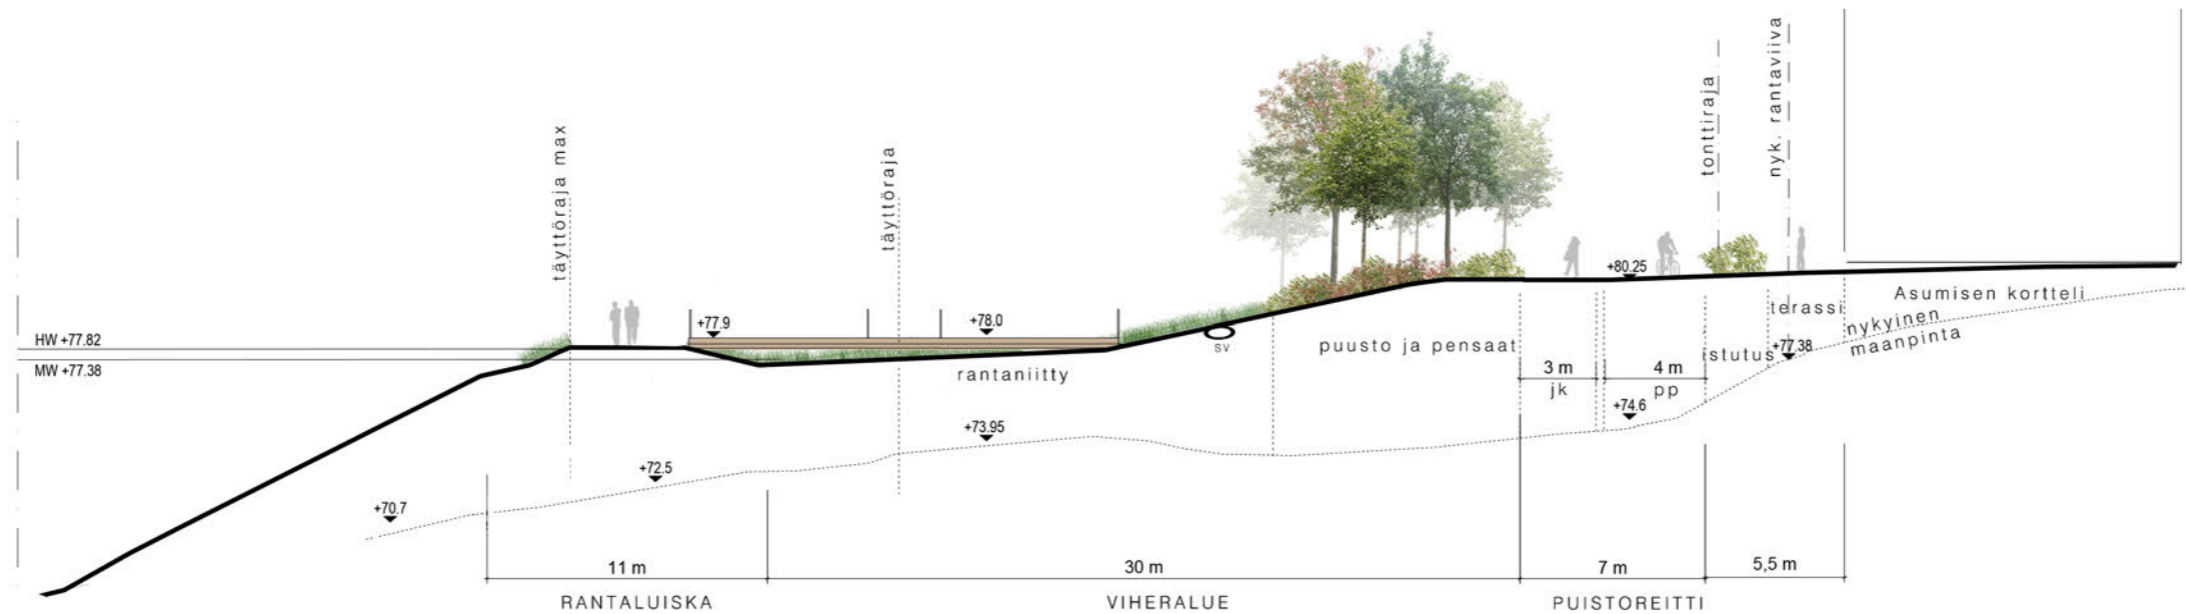 täyttöraja max
täyttöraja
tonttiraja
nyk. rantaviiva
HW +77.82
MW +77.38
+77.9
+78.0
+80.25
sv
rantaniitty
puusto ja pensaat
3 m
jk
4 m
pp
istutus
terassi
+77.38
Asumisen kortteli
nykyinen
maanpinta
+74.6
+73.95
+72.5
+70.7
11 m
30 m
7 m
5,5 m
RANTALUISKA
VIHERALUE
PUISTOREITTI